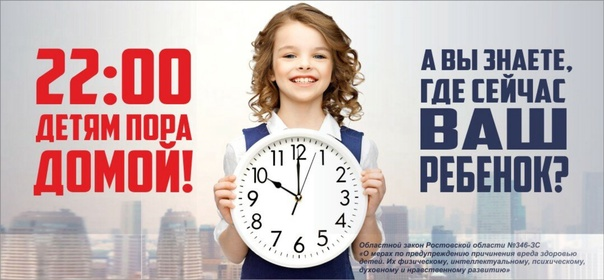 22:00
ДЕТЯМ ПОРА
ДОМОЙ!
А ВЫ ЗНАЕТЕ,
ГДЕ СЕЙЧАС
ВАШ
РЕБЕНОК?
12
1
2
3
4
5
6
7
8
9
10
11
Областной закон Ростовской области №346-ЗС
«О мерах по предупреждению причинения вреда здоровью
детей. Их физическому, интеллектуальному, психическому,
духовному и нравственному развитию»